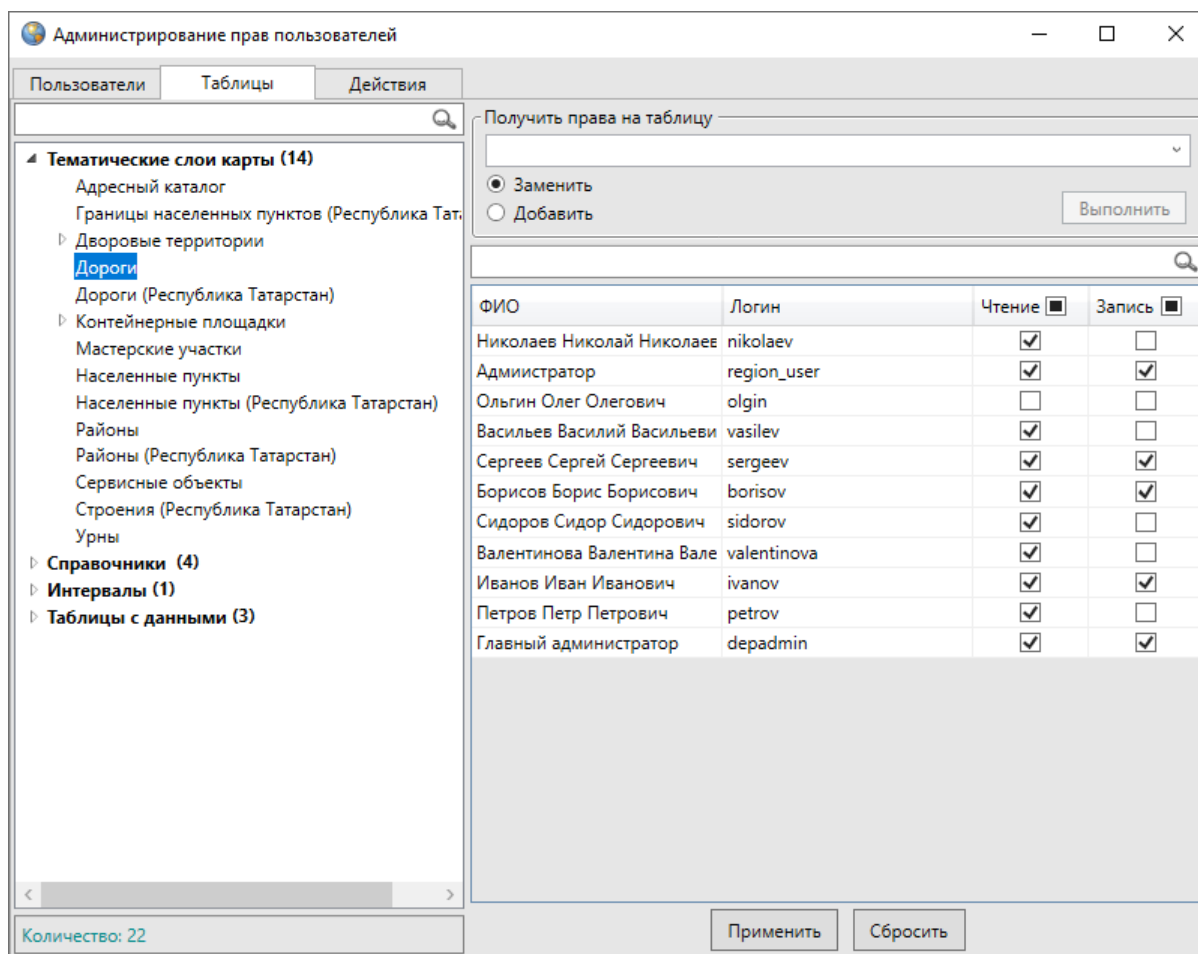 Администрирование прав пользователей
Пользователи Таблицы Действия
Тематические слои карты (14)
Адресный каталог
Границы населенных пунктов (Республика Тат
Дворовые территории
Дороги
Дороги (Республика Татарстан)
Контейнерные площадки
Мастерские участки
Населенные пункты
Населенные пункты (Республика Татарстан)
Районы
Районы (Республика Татарстан)
Сервисные объекты
Строения (Республика Татарстан)
Урны
Справочники (4)
Интервалы (1)
Таблицы с данными (3)
Количество: 22
Получить права на таблицу
Заменить
Добавить
Выполнить
ФИО Логин Чтение Запись
Николаев Николай Николаев nikolaev
Адмиистратор region_user
Ольгин Олег Олегович olgin
Васильев Василий Васильеви vasilev
Сергеев Сергей Сергеевич sergeev
Борисов Борис Борисович borisov
Сидоров Сидор Сидорович sidorov
Валентинова Валентина Вале valentinova
Иванов Иван Иванович ivanov
Петров Петр Петрович petrov
Главный администратор depadmin
Применить Сбросить